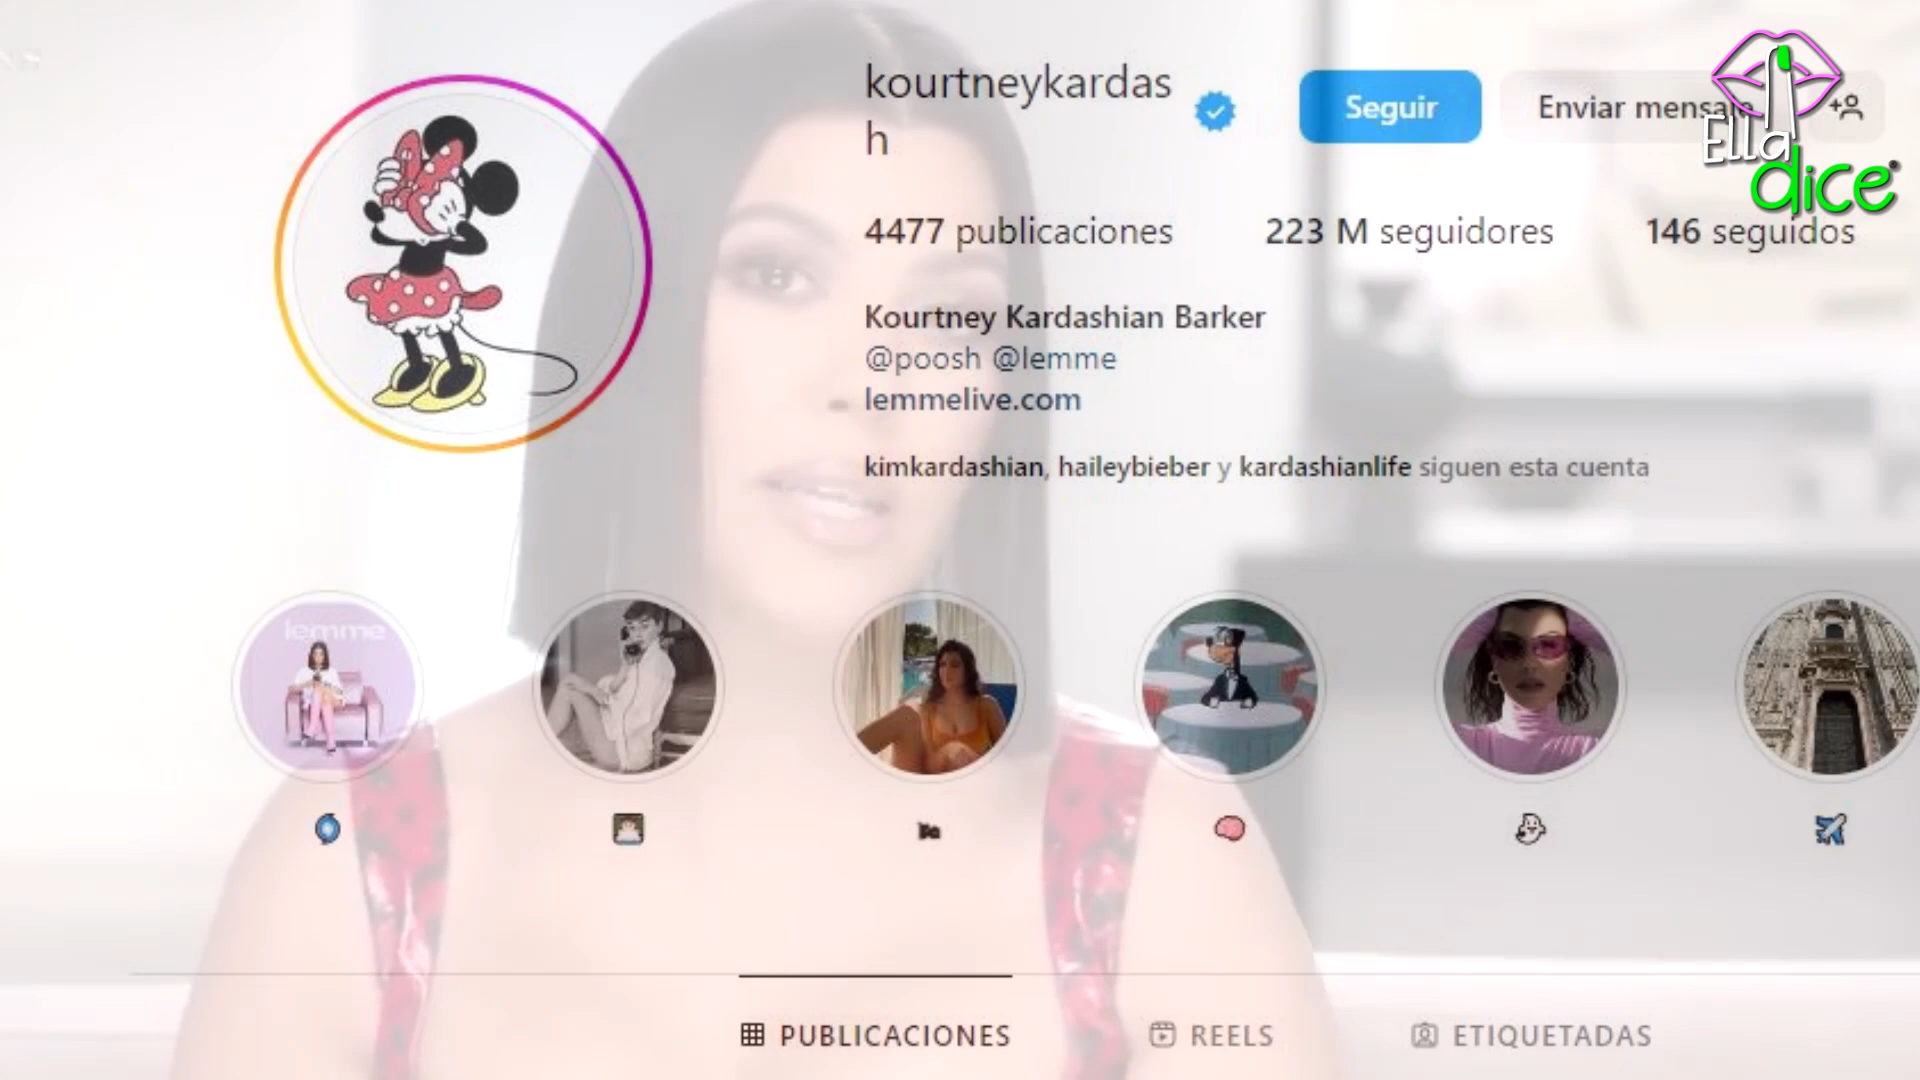 kourtneykardas
h
Seguir
Enviar mensaje
Ella
dice
4477 publicaciones
223 M seguidores
146 seguidos
Kourtney Kardashian Barker
@poosh @lemme
lemmelive.com
kimkardashian, haileybieber y kardashianlife siguen esta cuenta
lemme
PUBLICACIONES
REELS
ETIQUETADAS